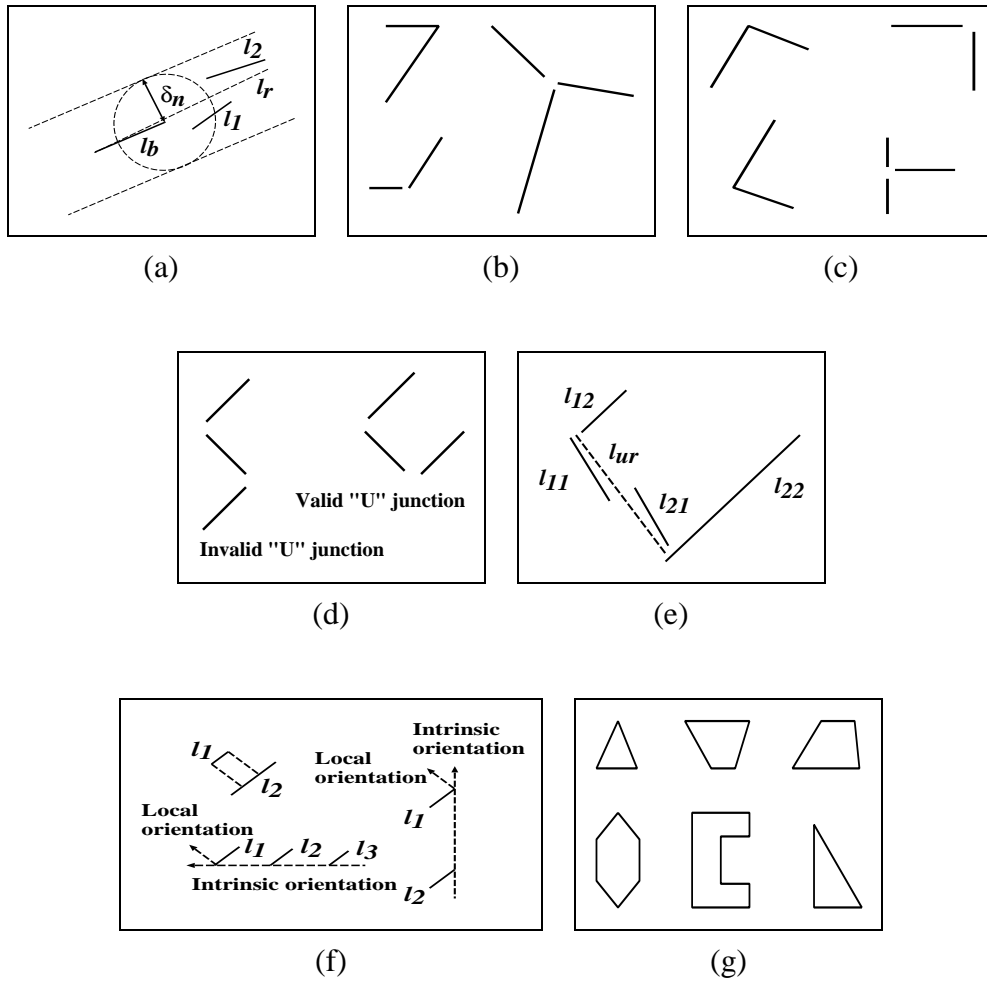 l2
lr
δn
l1
lb
(a)
(b)
(c)
Valid "U" junction
Invalid "U" junction
(d)
l12
lur
l11
l21
l22
(e)
l1
l2
Local
orientation
l1
l2
l3
Intrinsic orientation
Intrinsic
orientation
Local
orientation
l1
l2
(f)
(g)